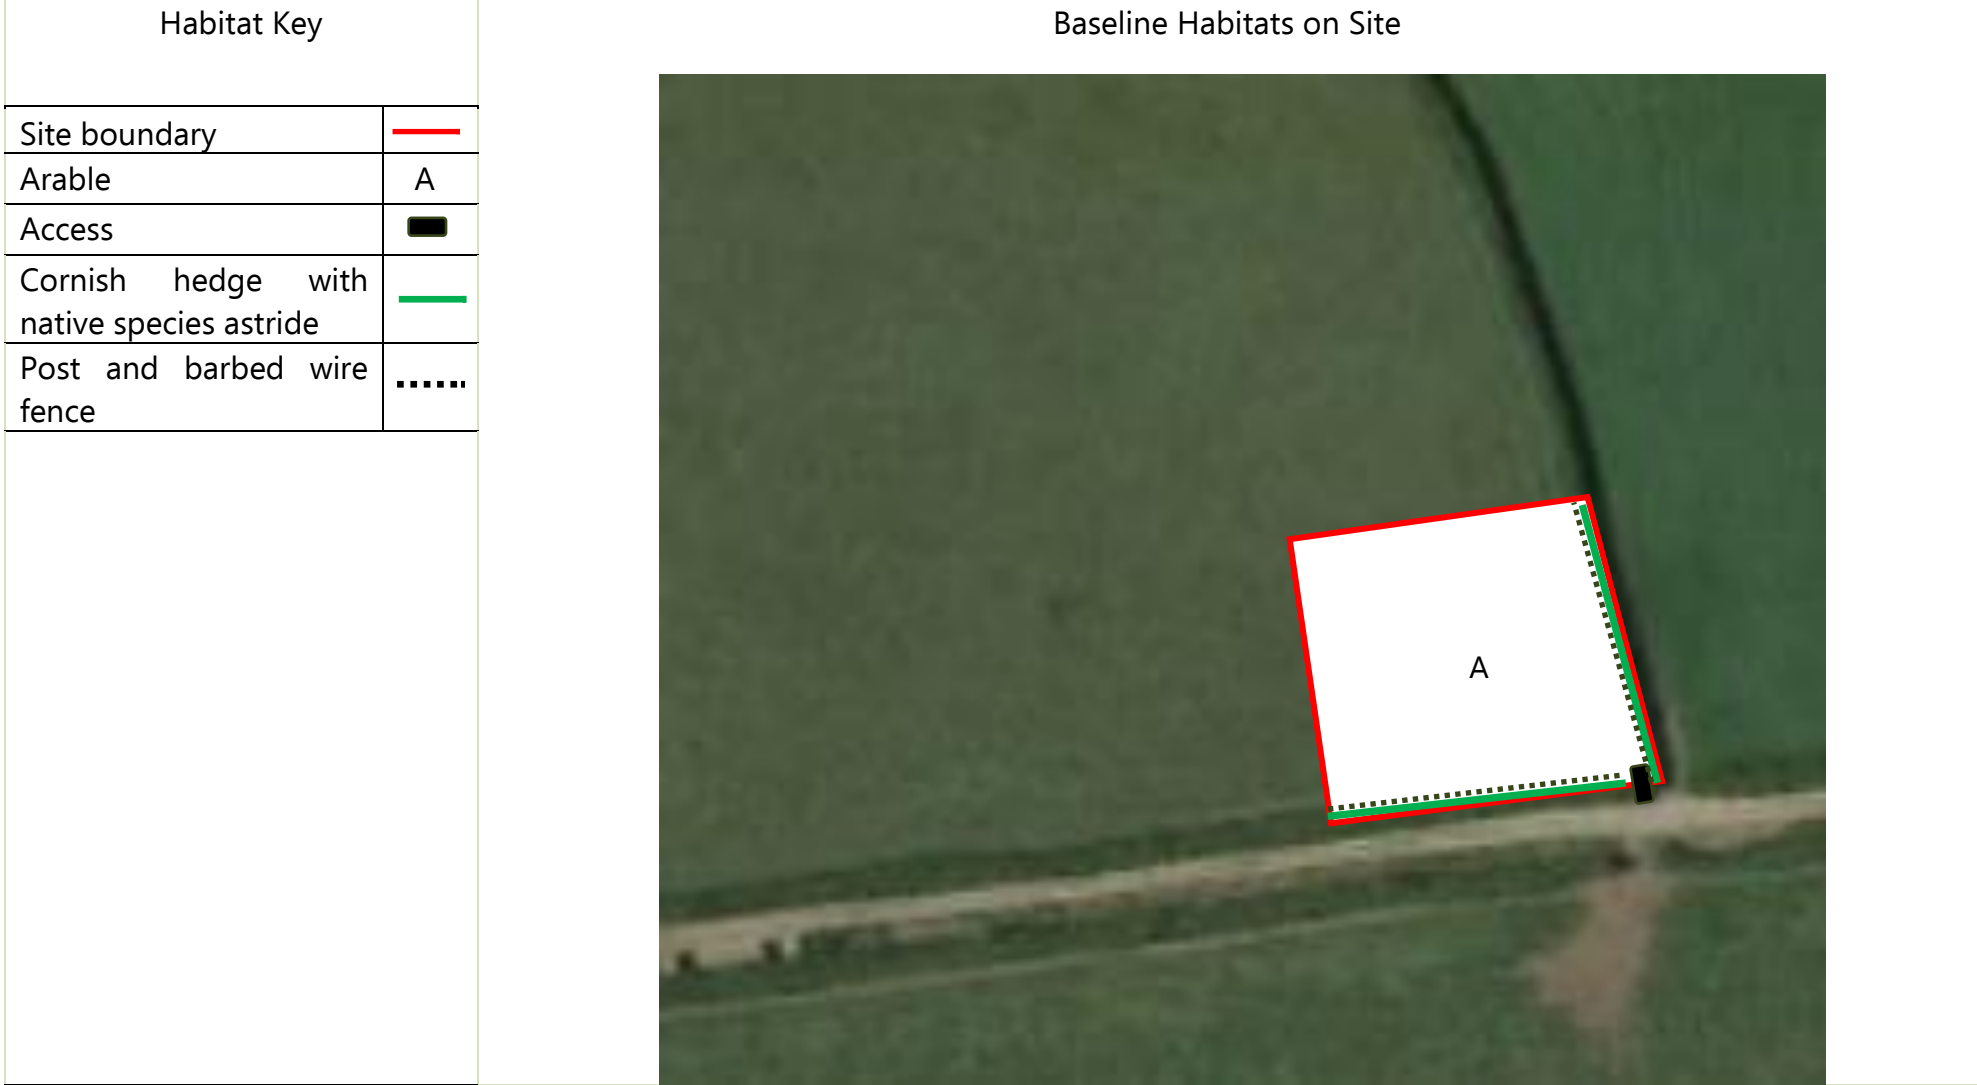 Habitat Key
Baseline Habitats on Site
Site boundary
Arable A
Access
Cornish hedge with
native species astride
Post and barbed wire
fence
A